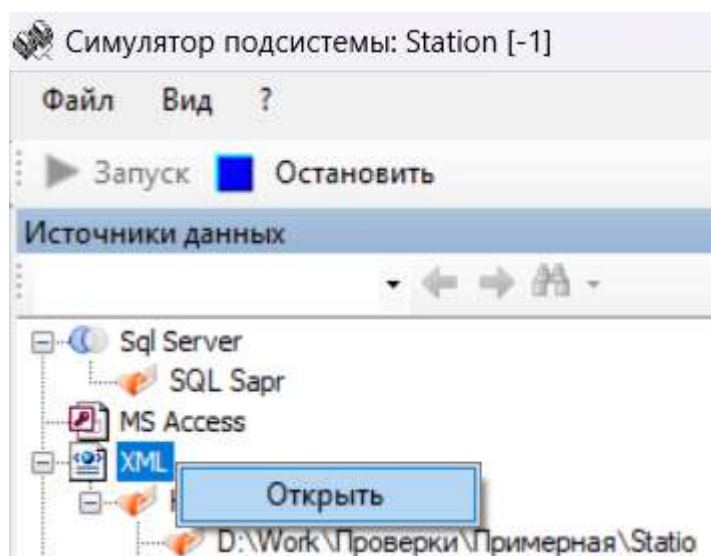 Симулятор подсистемы: Station [-1]
Файл Вид ?
Запуск Остановить
Источники данных
Sql Server
SQL Sapr
MS Access
XML
Открыть
D:\Work\Проверки\Примерная\Statio